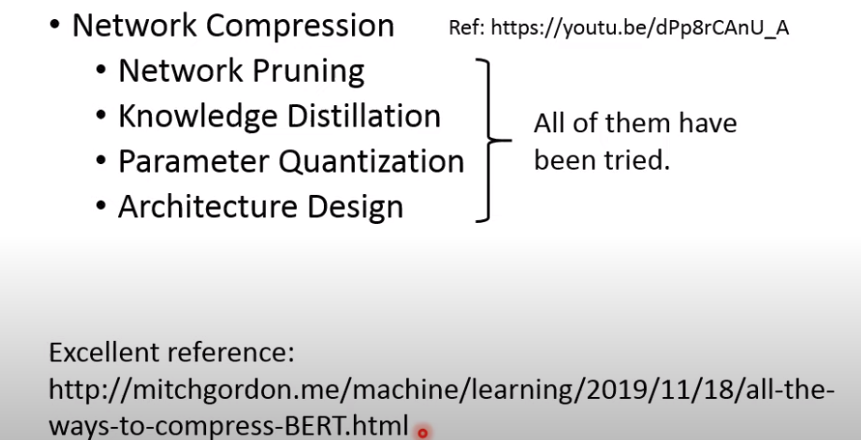 • Network Compression Ref: https://youtu.be/dPp8rCAnU_A
• Network Pruning
• Knowledge Distillation
• Parameter Quantization
• Architecture Design
All of them have
been tried.
Excellent reference:
http://mitchgordon.me/machine/learning/2019/11/18/all-the-
ways-to-compress-BERT.html